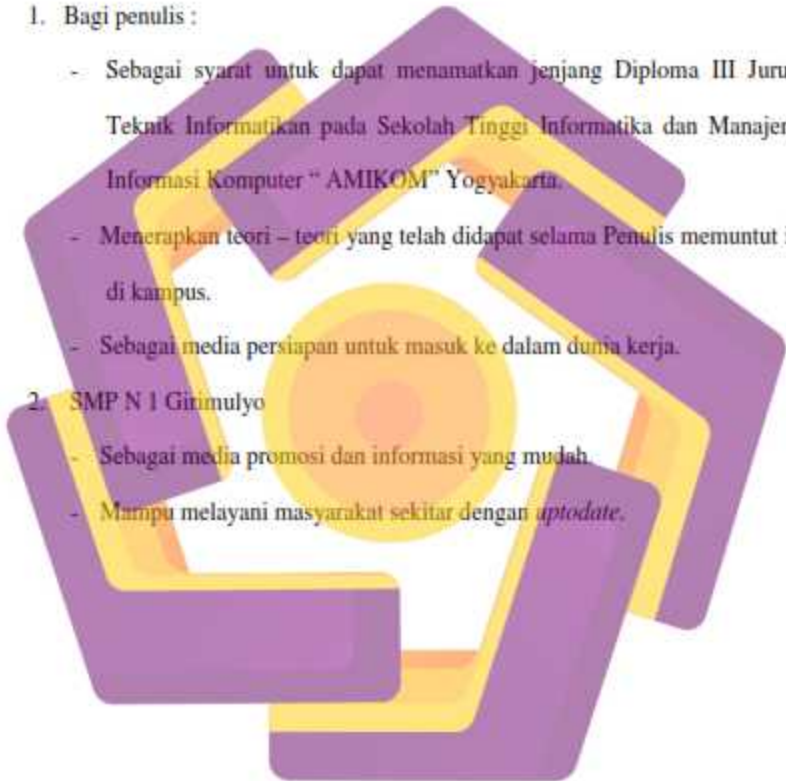 1. Bagi penulis :
- Sebagai syarat untuk dapat menamatkan jenjang Diploma III Juru
Teknik Informatikan pada Sekolah Tinggi Informatika dan Manajer
Informasi Komputer “ AMIKOM” Yogyakarta.
- Menerapkan teori – teori yang telah didapat selama Penulis memuntut i
di kampus.
- Sebagai media persiapan untuk masuk ke dalam dunia kerja.
2. SMP N 1 Girimulyo
- Sebagai media promosi dan informasi yang mudah
- Mampu melayani masyarakat sekitar dengan aptodate.